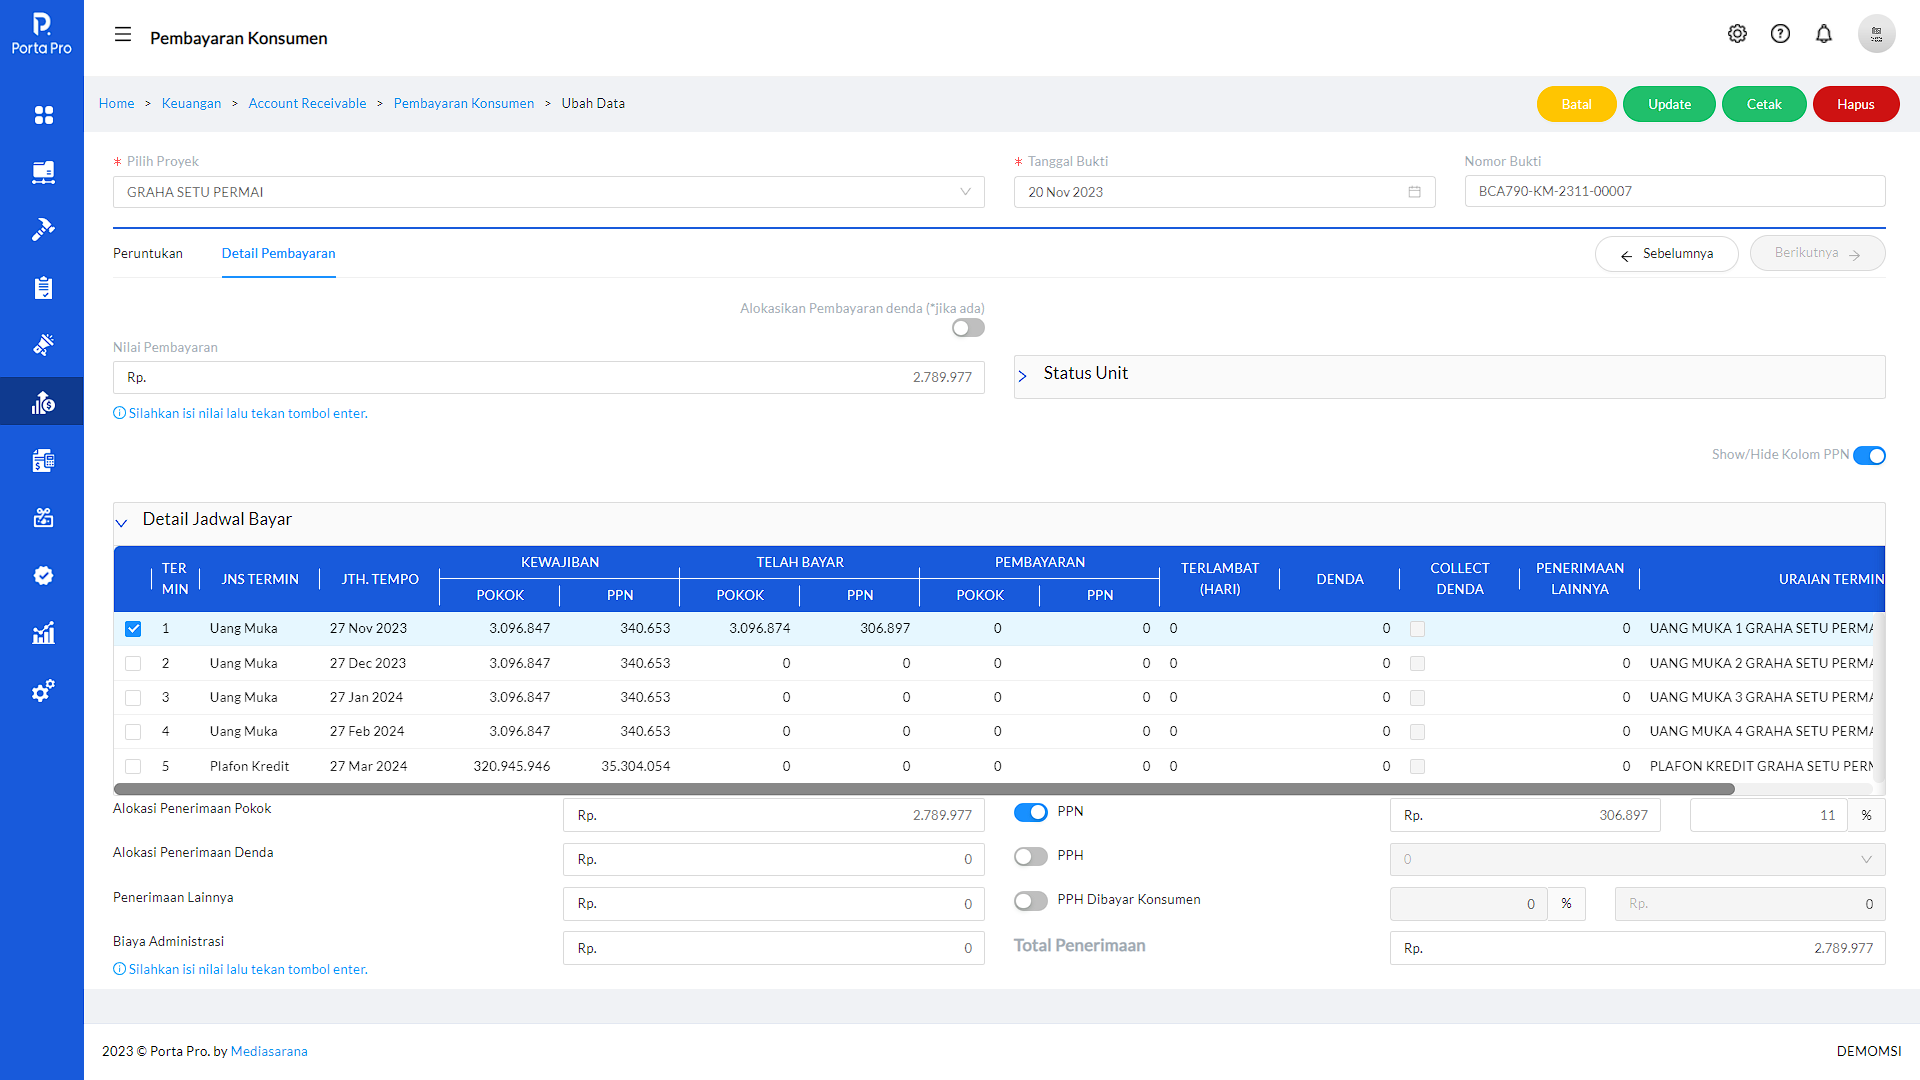 Porta Pro
Pembayaran Konsumen
Home > Keuangan > Account Receivable > Pembayaran Konsumen > Ubah Data
Batal Update Cetak Hapus
* Pilih Proyek * Tanggal Bukti Nomor Bukti
GRAHA SETU PERMAI 20 Nov 2023 BCA790-KM-2311-00007
Peruntukan Detail Pembayaran Sebelumnya Berikutnya
Alokasikan Pembayaran denda (*jika ada)
Nilai Pembayaran
Rp. 2.789.977
Status Unit
Silahkan isi nilai lalu tekan tombol enter.
Show/Hide Kolom PPN
Detail Jadwal Bayar
TER MIN JNS TERMIN JTH. TEMPO KEWAJIBAN TELAH BAYAR PEMBAYARAN TERLAMBAT (HARI) DENDA COLLECT DENDA PENERIMAAN LAINNYA URAIAN TERMIN
POKOK PPN POKOK PPN POKOK PPN
1 Uang Muka 27 Nov 2023 3.096.847 340.653 3.096.874 306.897 0 0 0 0 0 UANG MUKA 1 GRAHA SETU PERMA
2 Uang Muka 27 Dec 2023 3.096.847 340.653 0 0 0 0 0 0 0 UANG MUKA 2 GRAHA SETU PERMA
3 Uang Muka 27 Jan 2024 3.096.847 340.653 0 0 0 0 0 0 0 UANG MUKA 3 GRAHA SETU PERMA
4 Uang Muka 27 Feb 2024 3.096.847 340.653 0 0 0 0 0 0 0 UANG MUKA 4 GRAHA SETU PERMA
5 Plafon Kredit 27 Mar 2024 320.945.946 35.304.054 0 0 0 0 0 0 0 PLAFON KREDIT GRAHA SETU PERM
Alokasi Penerimaan Pokok Rp. 2.789.977 PPN Rp. 306.897 11 %
Alokasi Penerimaan Denda Rp. 0 PPH 0
Penerimaan Lainnya Rp. 0 PPH Dibayar Konsumen 0 % Rp. 0
Biaya Administrasi Rp. 0 Total Penerimaan Rp. 2.789.977
Silahkan isi nilai lalu tekan tombol enter.
2023 © Porta Pro. by Mediasarana DEMOMSI